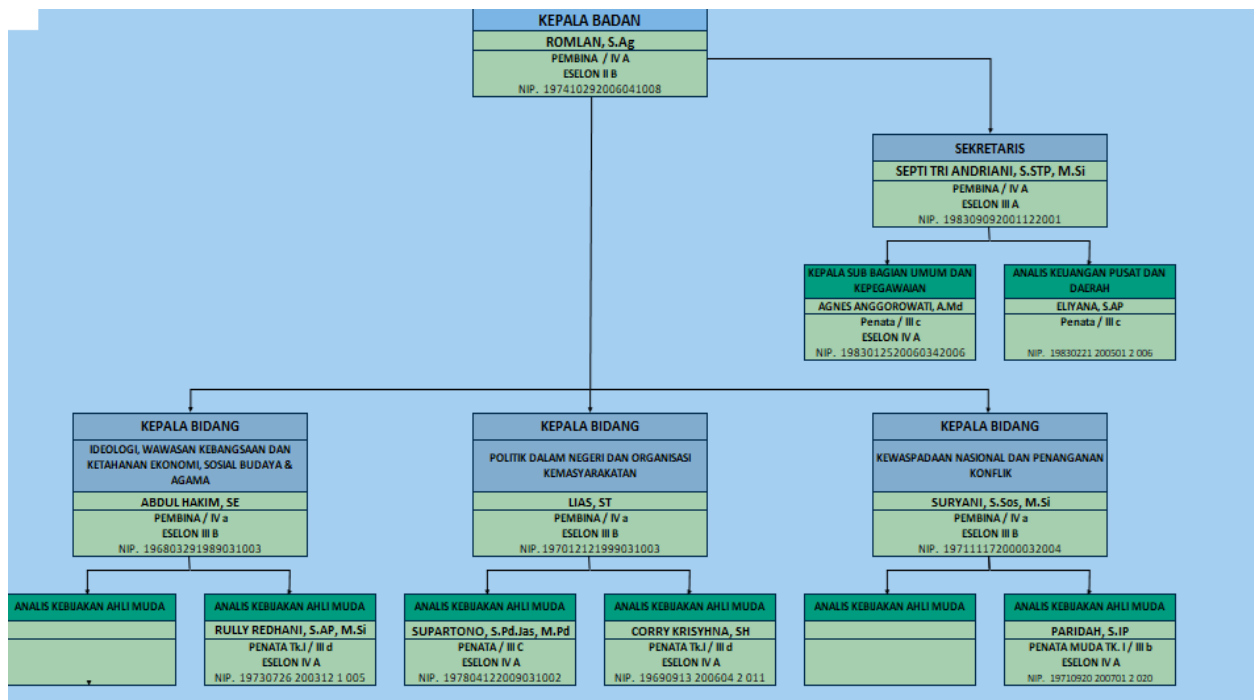 KEPALA BADAN
ROMLAN, S.Ag
PEMBINA / IV A
ESELON II B
NIP. 197410292006041008
SEKRETARIS
SEPTI TRI ANDRIANI, S.STP, M.Si
PEMBINA / IV A
ESELON III A
NIP. 198309092001122001
KEPALA SUB BAGIAN UMUM DAN
KEPEGAWAIAN
AGNES ANGGOROWATI, A.Md
Penata / III c
ESELON IV A
NIP. 1983012520060342006
ANALIS KEUANGAN PUSAT DAN
DAERAH
ELIYANA, S.AP
Penata / III c
NIP. 19830221 200501 2 006
KEPALA BIDANG
IDEOLOGI, WAWASAN KEBANGSAAN DAN
KETAHANAN EKONOMI, SOSIAL BUDAYA &
AGAMA
ABDUL HAKIM, SE
PEMBINA / IV a
ESELON III B
NIP. 196803291989031003
KEPALA BIDANG
POLITIK DALAM NEGERI DAN ORGANISASI
KEMASYARAKATAN
LIAS, ST
PEMBINA / IV a
ESELON III B
NIP. 197012121999031003
KEPALA BIDANG
KEWASPADAAN NASIONAL DAN PENANGANAN
KONFLIK
SURYANI, S.Sos, M.Si
PEMBINA / IV a
ESELON III B
NIP. 197111172000032004
ANALIS KEBIJAKAN AHLI MUDA
ANALIS KEBIJAKAN AHLI MUDA
RULLY REDHANI, S.AP, M.Si
PENATA Tk.I / III d
ESELON IV A
NIP. 19730726 200312 1 005
ANALIS KEBIJAKAN AHLI MUDA
SUPARTONO, S.Pd.Jas, M.Pd
PENATA / III C
ESELON IV A
NIP. 197804122009031002
ANALIS KEBIJAKAN AHLI MUDA
CORRY KRISYHNA, SH
PENATA Tk.I / III d
ESELON IV A
NIP. 19690913 200604 2 011
ANALIS KEBIJAKAN AHLI MUDA
ANALIS KEBIJAKAN AHLI MUDA
PARIDAH, S.IP
PENATA MUDA TK. I / III b
ESELON IV A
NIP. 19710920 200701 2 020